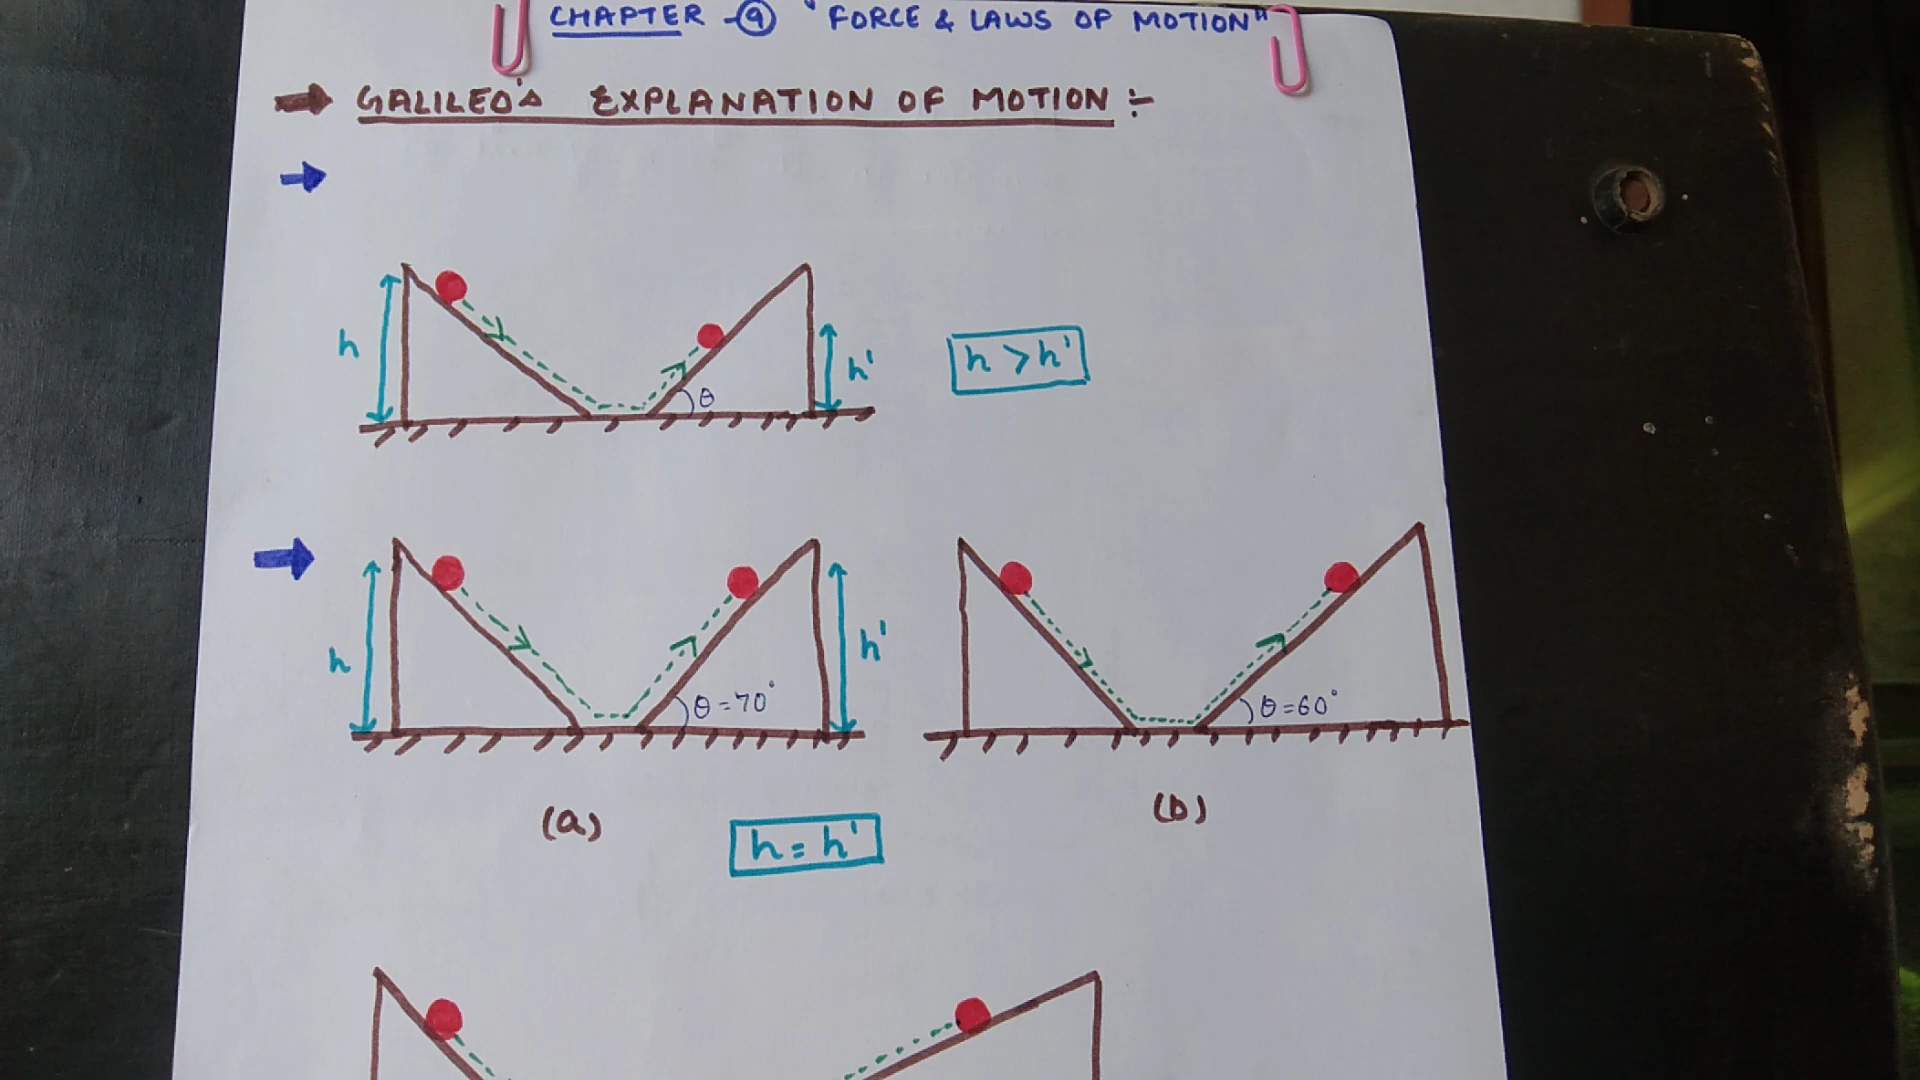 CHAPTER - 9 "FORCE & LAWS OF MOTION"
GALILEO'S EXPLANATION OF MOTION :-
h
θ
h'
h > h'
h
θ = 70°
h'
θ = 60°
(a)
(b)
h = h'